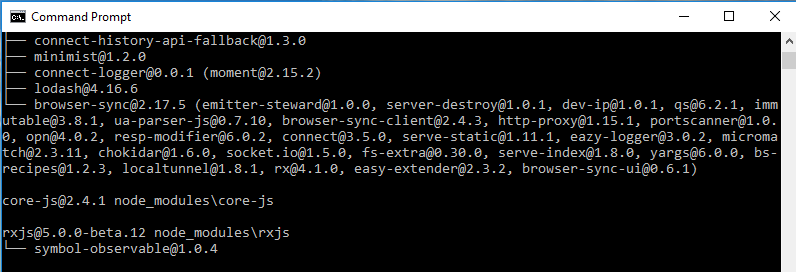 Command Prompt
├── connect-history-api-fallback@1.3.0
├── minimist@1.2.0
├── connect-logger@0.0.1 (moment@2.15.2)
├── lodash@4.16.6
└── browser-sync@2.17.5 (emitter-steward@1.0.0, server-destroy@1.0.1, dev-ip@1.0.1, qs@6.2.1, imm
utable@3.8.1, ua-parser-js@0.7.10, browser-sync-client@2.4.3, http-proxy@1.15.1, portscanner@1.0.
0, opn@4.0.2, resp-modifier@6.0.2, connect@3.5.0, serve-static@1.11.1, eazy-logger@3.0.2, microma
tch@2.3.11, chokidar@1.6.0, socket.io@1.5.0, fs-extra@0.30.0, serve-index@1.8.0, yargs@6.0.0, bs-
recipes@1.2.3, localtunnel@1.8.1, rx@4.1.0, easy-extender@2.3.2, browser-sync-ui@0.6.1)
core-js@2.4.1 node_modules\core-js
rxjs@5.0.0-beta.12 node_modules\rxjs
└── symbol-observable@1.0.4